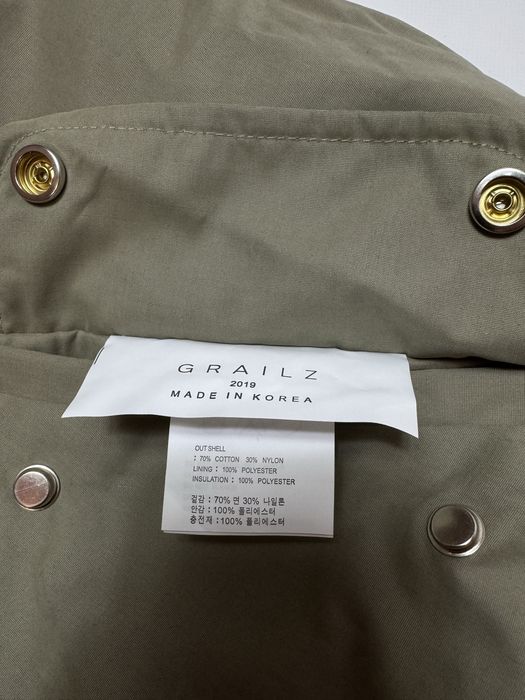 GRAILZ
2019
MADE IN KOREA
OUT SHELL
: 70% COTTON 30% NYLON
LINING : 100% POLYESTER
INSULATION : 100% POLYESTER
겉감 : 70% 면 30% 나일론
안감 : 100% 폴리에스터
충전재 : 100% 폴리에스터